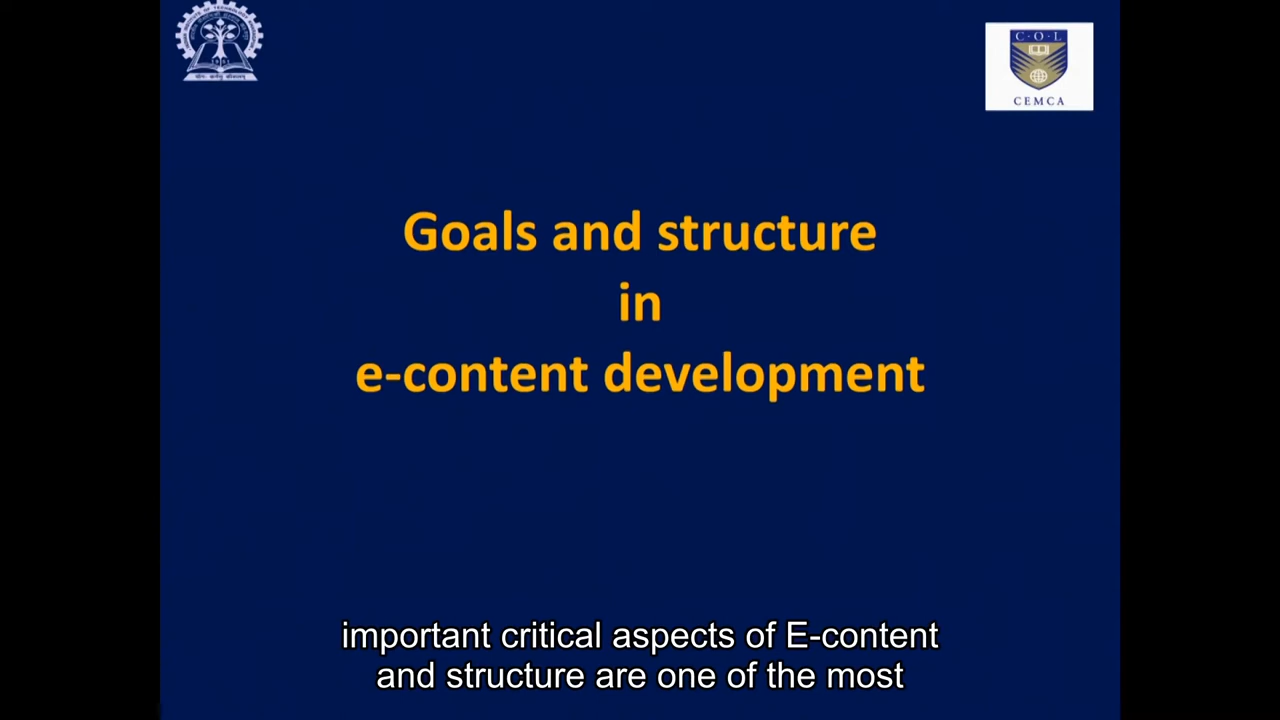 C·O·L
CEMCA
Goals and structure
in
e-content development
important critical aspects of E-content
and structure are one of the most